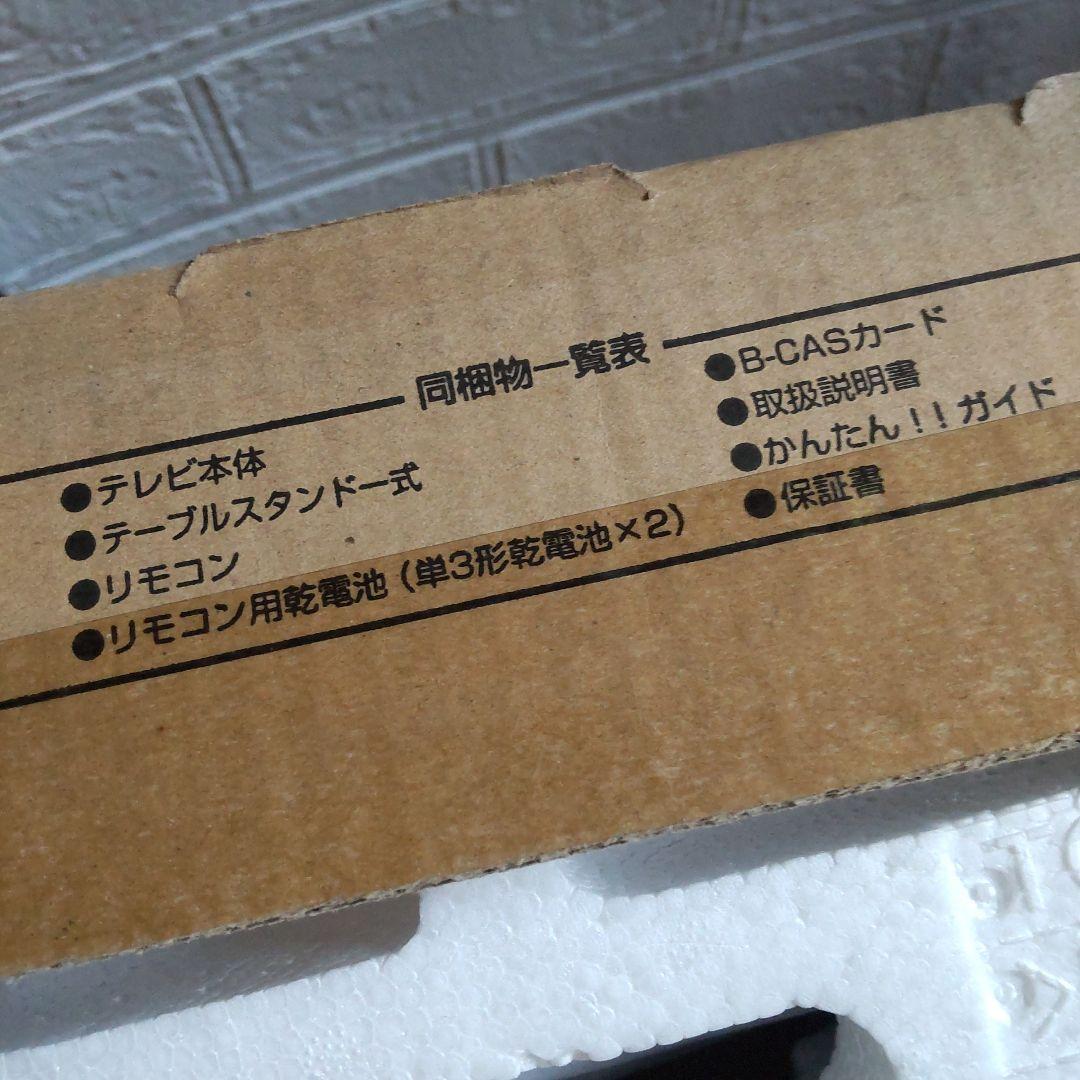 同梱物一覧表
●テレビ本体
●テーブルスタンド一式
●リモコン
●リモコン用乾電池（単3形乾電池×2）
●B-CASカード
●取扱説明書
●かんたん！！ガイド
●保証書